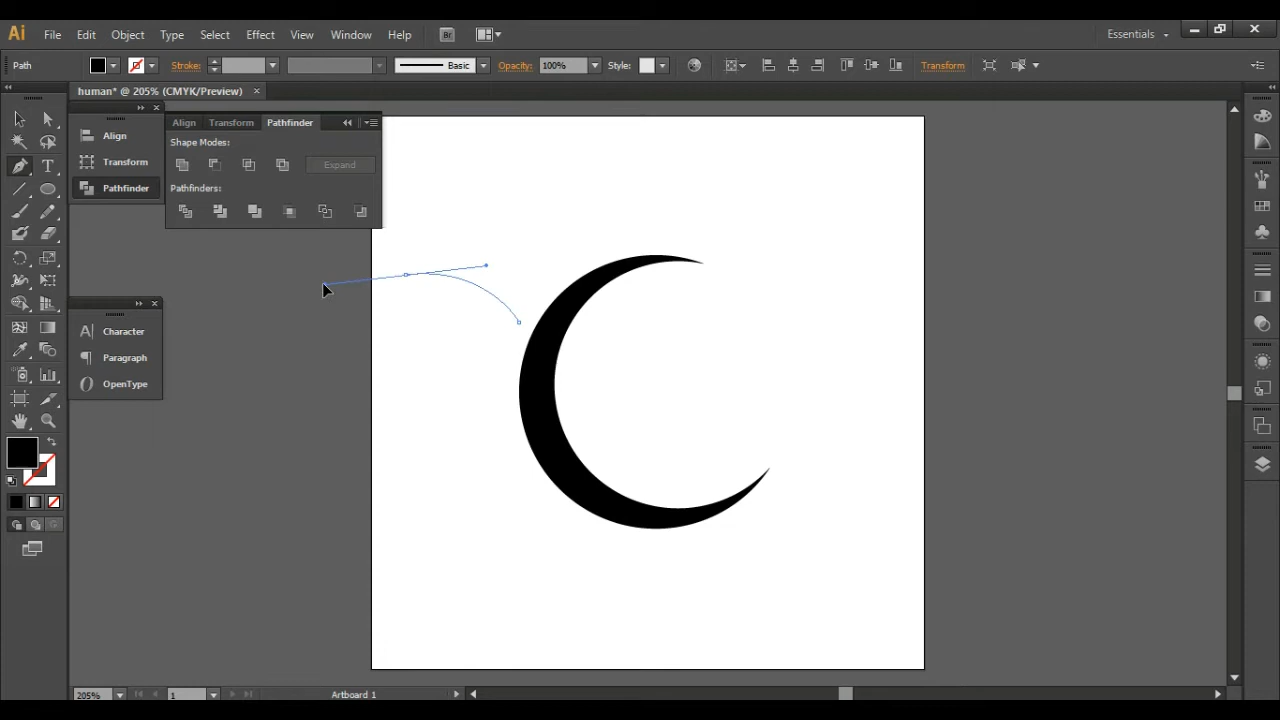 Ai File Edit Object Type Select Effect View Window Help Br Essentials
Path Stroke: Basic Opacity: 100% Style: Transform
human* @ 205% (CMYK/Preview)
Align Transform Pathfinder
Align
Shape Modes:
Transform
Expand
Pathfinder
Pathfinders:
T
A Character
¶ Paragraph
O OpenType
205% 1 Artboard 1